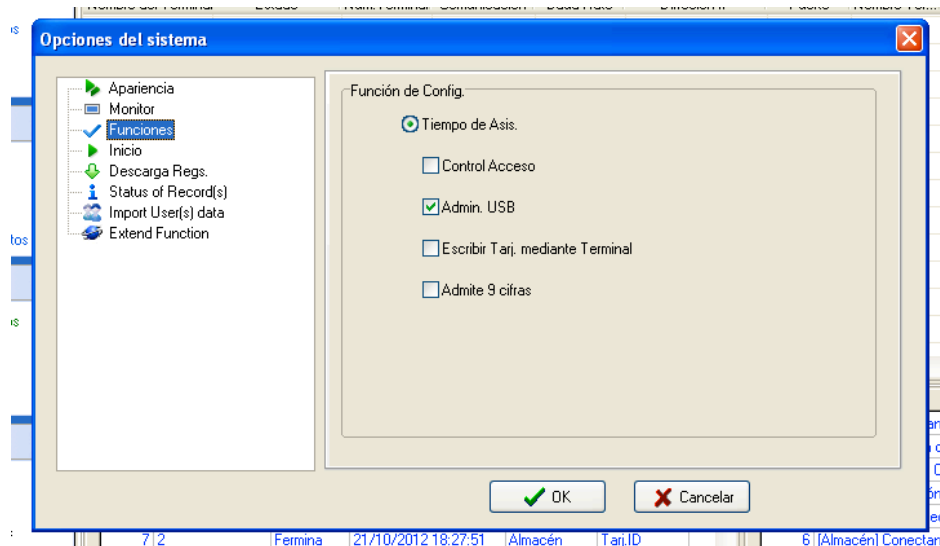 Opciones del sistema
Apariencia
Monitor
Funciones
Inicio
Descarga Regs.
Status of Record(s)
Import User(s) data
Extend Function
Función de Config.
Tiempo de Asis.
Control Acceso
Admin. USB
Escribir Tarj. mediante Terminal
Admite 9 cifras
OK
Cancelar
7 2 Fermina 21/10/2012 18:27:51 Almacén Tarj.ID 6 [Almacén] Conectan